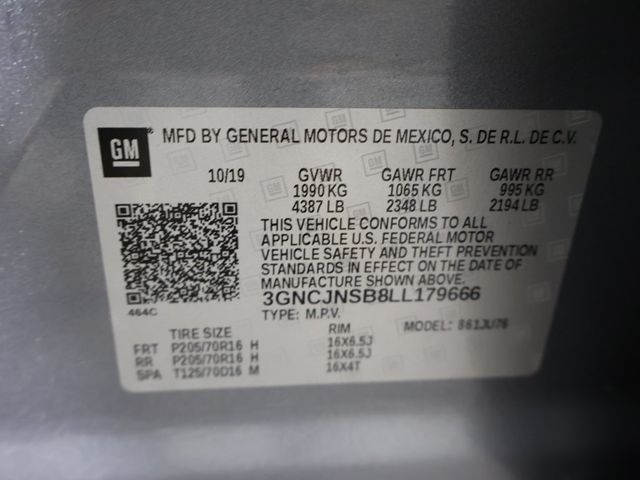 GM ® MFD BY GENERAL MOTORS DE MEXICO, S. DE R.L. DE C.V.
10/19 GVWR GAWR FRT GAWR RR
1990 KG 1065 KG 995 KG
4387 LB 2348 LB 2194 LB
THIS VEHICLE CONFORMS TO ALL
APPLICABLE U.S. FEDERAL MOTOR
VEHICLE SAFETY AND THEFT PREVENTION
STANDARDS IN EFFECT ON THE DATE OF
MANUFACTURE SHOWN ABOVE.
464C 3GNCJNSB8LL179666
TYPE: M.P.V. MODEL: 861JU76
TIRE SIZE RIM
FRT P205/70R16 H 16X6.5J
RR P205/70R16 H 16X6.5J
SPA T125/70D16 M 16X4T